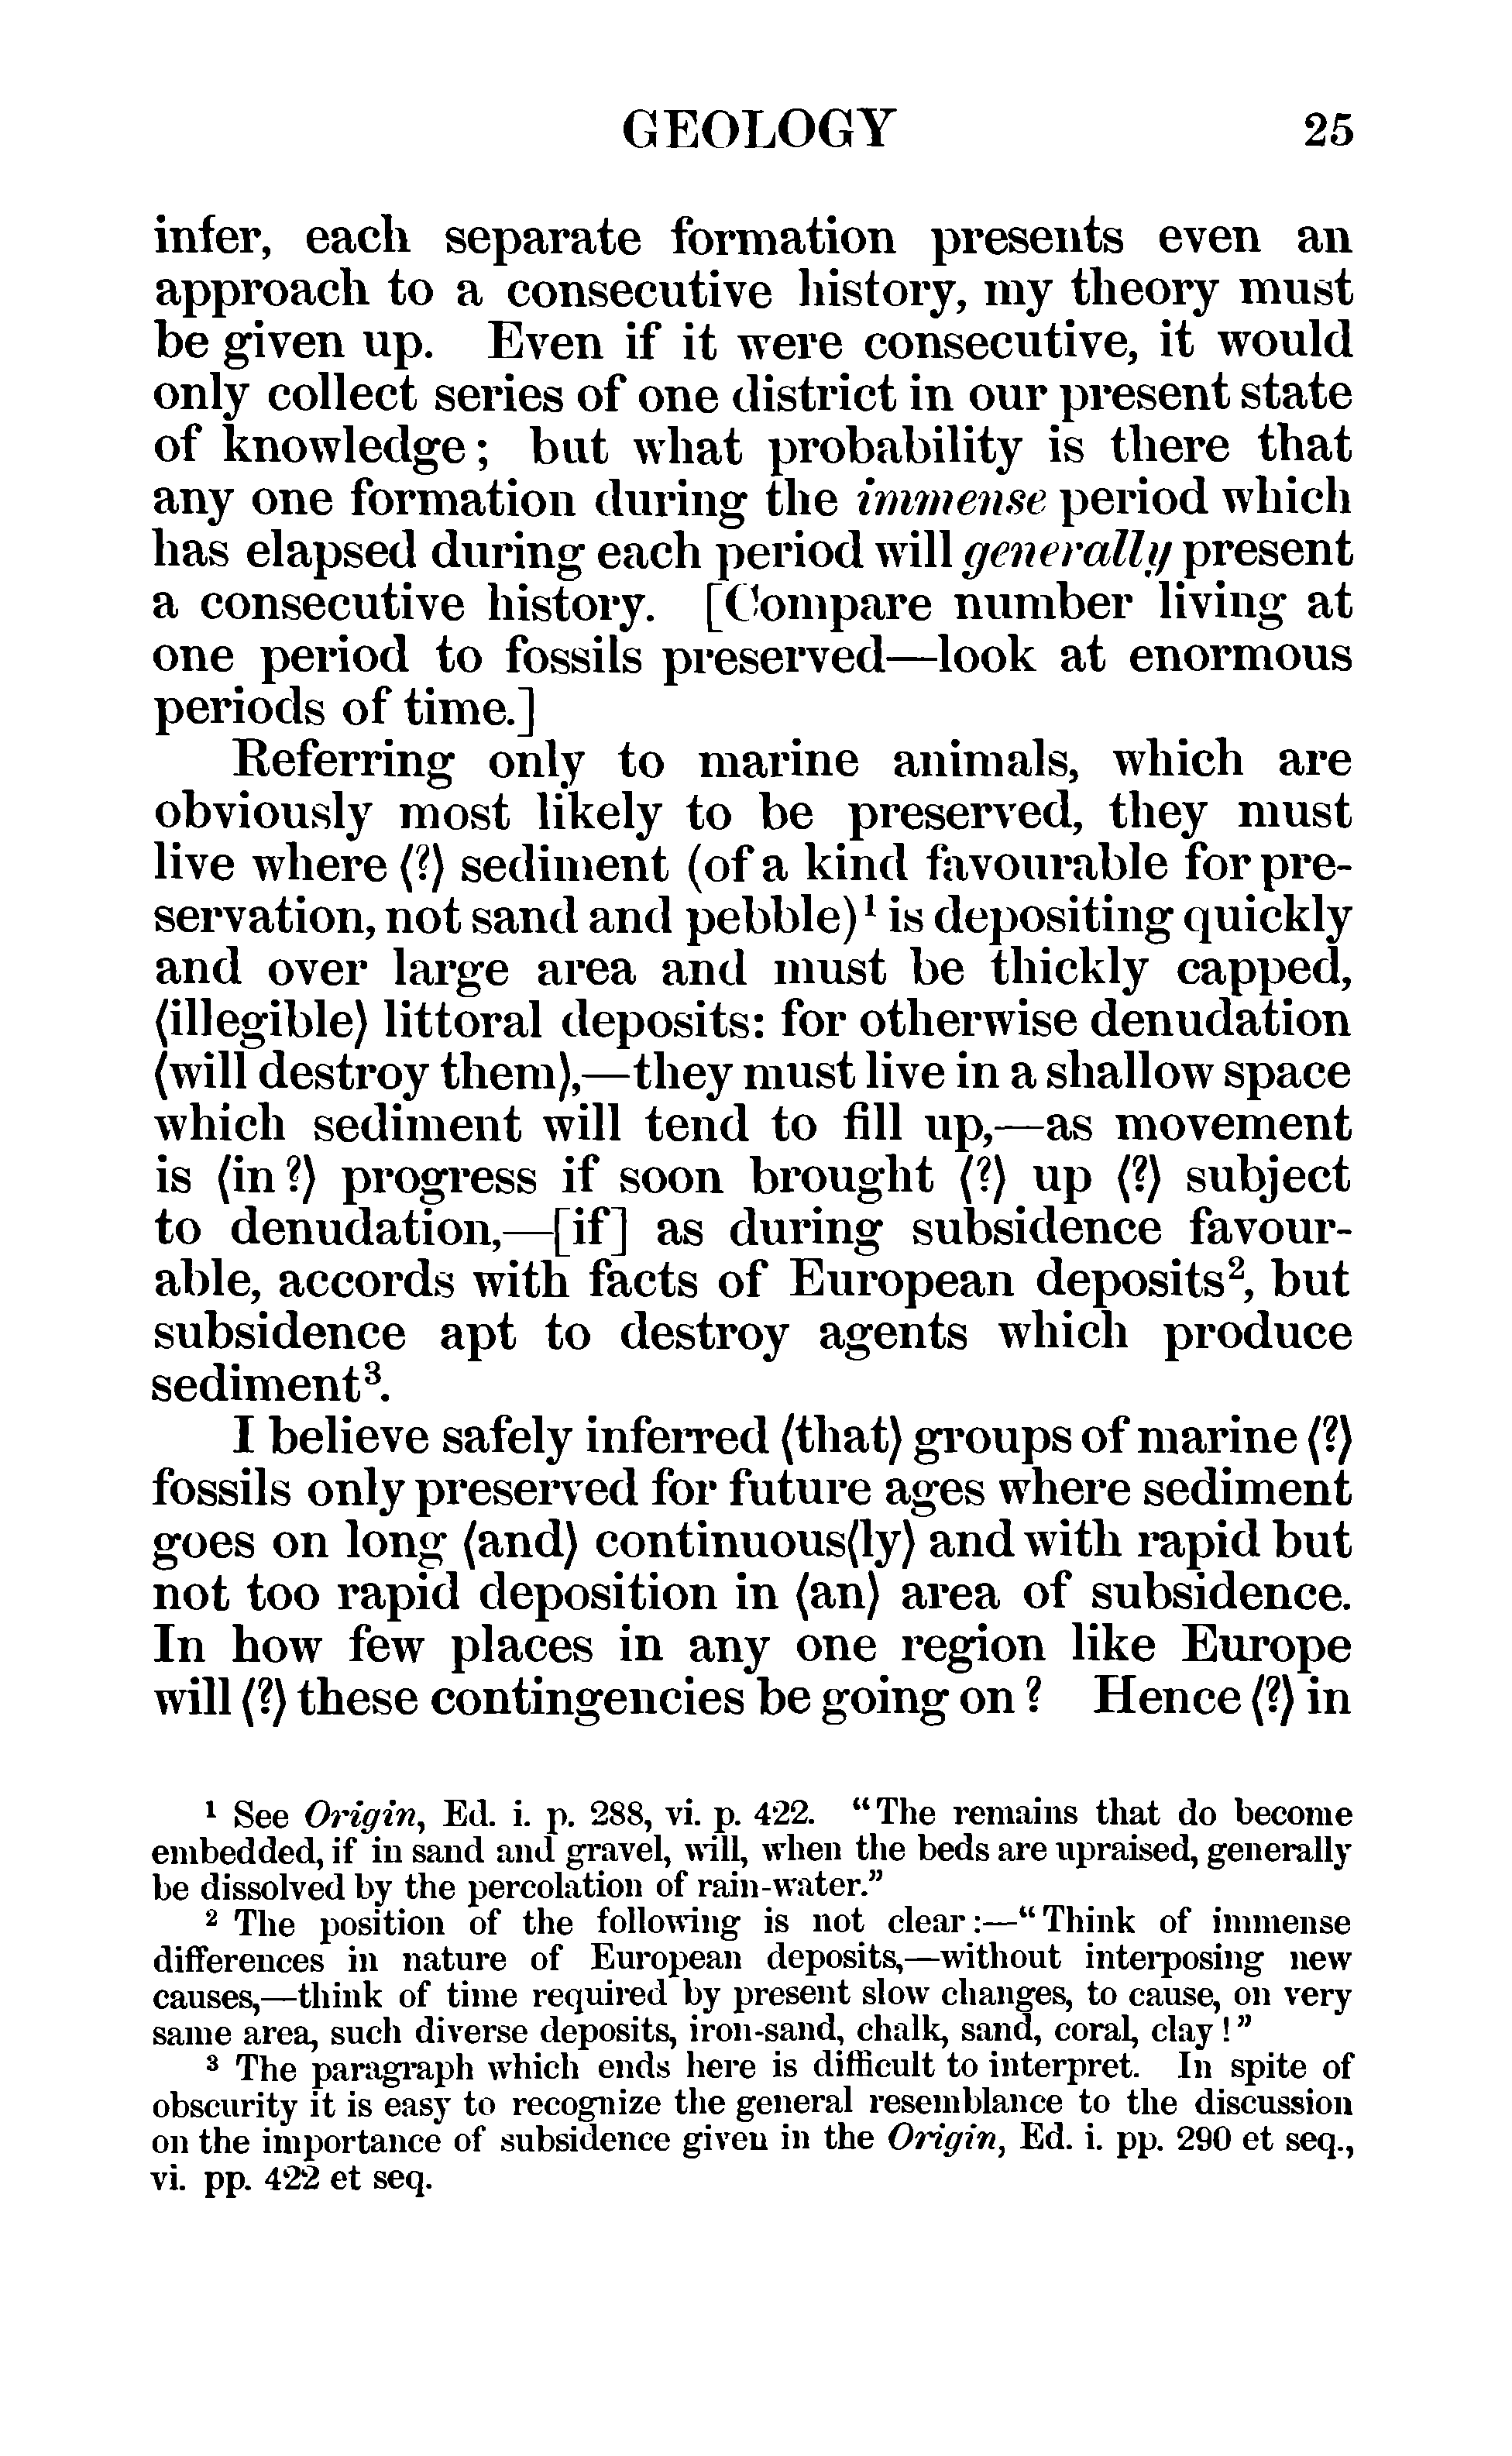 GEOLOGY 25
infer, each separate formation presents even an
approach to a consecutive history, my theory must
be given up. Even if it were consecutive, it would
only collect series of one district in our present state
of knowledge; but what probability is there that
any one formation during the immense period which
has elapsed during each period will generally present
a consecutive history. [Compare number living at
one period to fossils preserved—look at enormous
periods of time.]
Referring only to marine animals, which are
obviously most likely to be preserved, they must
live where ⟨?⟩ sediment (of a kind favourable for pre-
servation, not sand and pebble)¹ is depositing quickly
and over large area and must be thickly capped,
⟨illegible⟩ littoral deposits: for otherwise denudation
⟨will destroy them⟩,—they must live in a shallow space
which sediment will tend to fill up,—as movement
is ⟨in ?⟩ progress if soon brought ⟨?⟩ up ⟨?⟩ subject
to denudation,—[if] as during subsidence favour-
able, accords with facts of European deposits², but
subsidence apt to destroy agents which produce
sediment³.
I believe safely inferred ⟨that⟩ groups of marine ⟨?⟩
fossils only preserved for future ages where sediment
goes on long ⟨and⟩ continuous⟨ly⟩ and with rapid but
not too rapid deposition in ⟨an⟩ area of subsidence.
In how few places in any one region like Europe
will ⟨?⟩ these contingencies be going on ? Hence ⟨?⟩ in
¹ See Origin, Ed. i. p. 288, vi. p. 422. “The remains that do become
embedded, if in sand and gravel, will, when the beds are upraised, generally
be dissolved by the percolation of rain-water.”
² The position of the following is not clear:—“Think of immense
differences in nature of European deposits,—without interposing new
causes,—think of time required by present slow changes, to cause, on very
same area, such diverse deposits, iron-sand, chalk, sand, coral, clay !”
³ The paragraph which ends here is difficult to interpret. In spite of
obscurity it is easy to recognize the general resemblance to the discussion
on the importance of subsidence given in the Origin, Ed. i. pp. 290 et seq.,
vi. pp. 422 et seq.